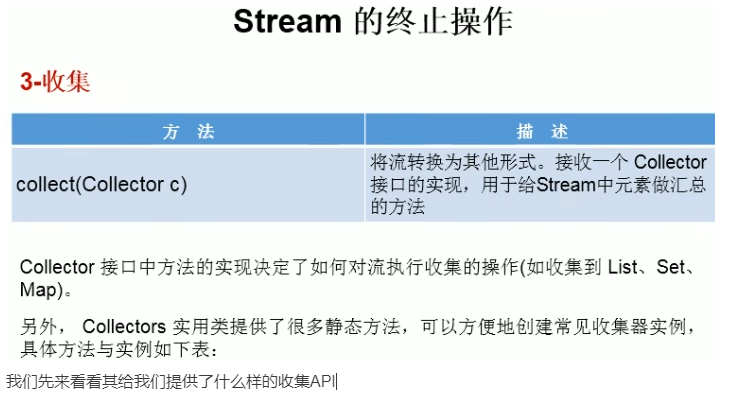 Stream 的终止操作
3-收集
方 法
描 述
collect(Collector c)
将流转换为其他形式。接收一个 Collector
接口的实现，用于给Stream中元素做汇总
的方法
Collector 接口中方法的实现决定了如何对流执行收集的操作(如收集到 List、Set、
Map)。
另外， Collectors 实用类提供了很多静态方法，可以方便地创建常见收集器实例，
具体方法与实例如下表：
我们先来看看其给我们提供了什么样的收集API